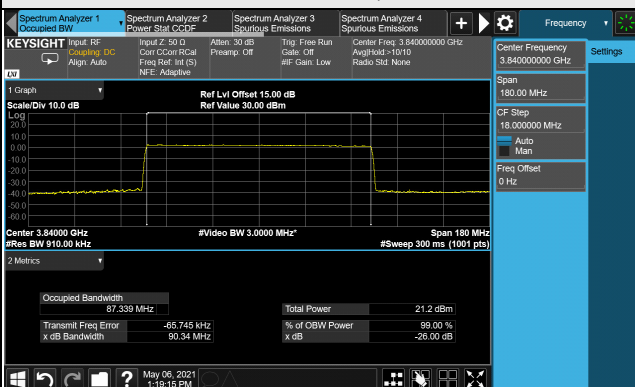 Spectrum Analyzer 1
Occupied BW
Spectrum Analyzer 2
Power Stat CCDF
Spectrum Analyzer 3
Spurious Emissions
Spectrum Analyzer 4
Spurious Emissions
+
Frequency
KEYSIGHT
Input: RF
Coupling: DC
Align: Auto
Input Z: 50 Ω
Corr CCorr RCal
Freq Ref: Int (S)
NFE: Adaptive
Atten: 30 dB
Preamp: Off
Trig: Free Run
Gate: Off
#IF Gain: Low
Center Freq: 3.840000000 GHz
Avg|Hold:>10/10
Radio Std: None
LXI
Center Frequency
3.840000000 GHz
Settings
Span
180.00 MHz
CF Step
18.000000 MHz
Auto
Man
Freq Offset
0 Hz
1 Graph
Scale/Div 10.0 dB
Ref Lvl Offset 15.00 dB
Ref Value 30.00 dBm
Log
20.0
10.0
0.00
-10.0
-20.0
-30.0
-40.0
-50.0
-60.0
Center 3.84000 GHz
#Res BW 910.00 kHz
#Video BW 3.0000 MHz*
Span 180 MHz
#Sweep 300 ms (1001 pts)
2 Metrics
Occupied Bandwidth
87.339 MHz
Total Power 21.2 dBm
Transmit Freq Error -65.745 kHz
% of OBW Power 99.00 %
x dB Bandwidth 90.34 MHz
x dB -26.00 dB
?
May 06, 2021
1:19:15 PM